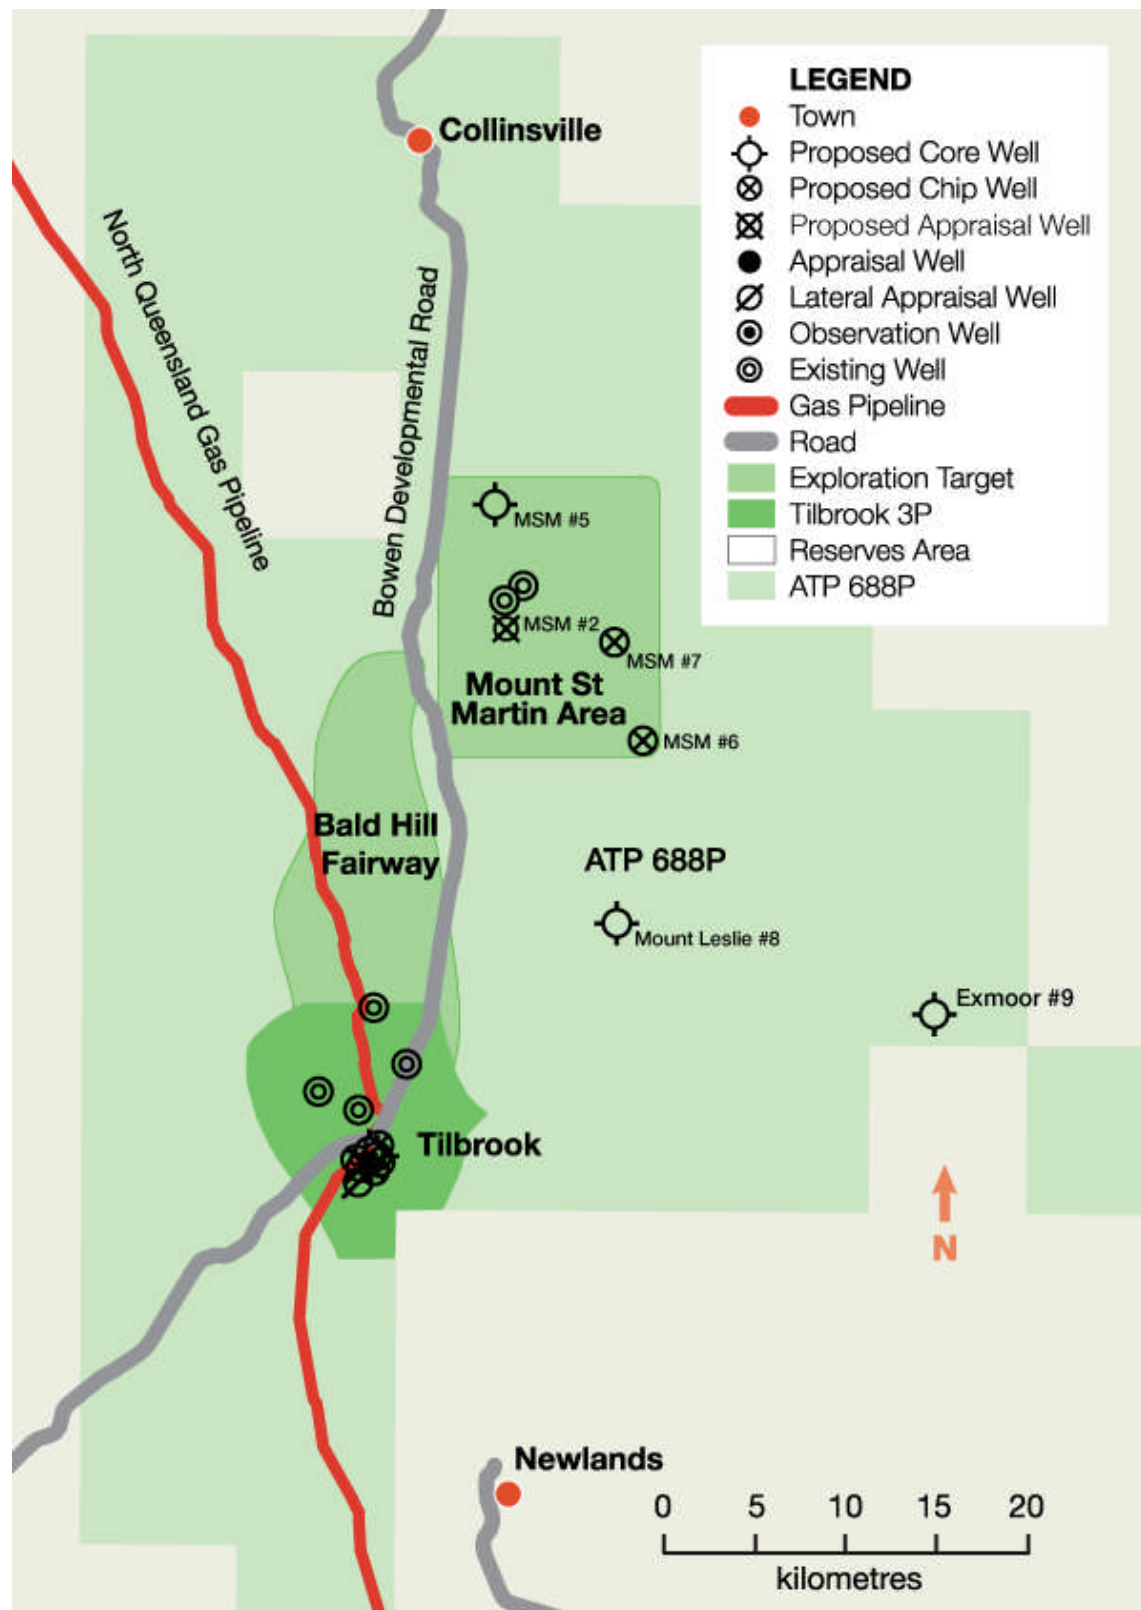 LEGEND
Town
Proposed Core Well
Proposed Chip Well
Proposed Appraisal Well
Appraisal Well
Lateral Appraisal Well
Observation Well
Existing Well
Gas Pipeline
Road
Exploration Target
Tilbrook 3P
Reserves Area
ATP 688P
Collinsville
North Queensland Gas Pipeline
Bowen Developmental Road
MSM #5
MSM #2
MSM #7
Mount St
Martin Area
MSM #6
Bald Hill
Fairway
ATP 688P
Mount Leslie #8
Exmoor #9
Tilbrook
N
Newlands
0 5 10 15 20
kilometres